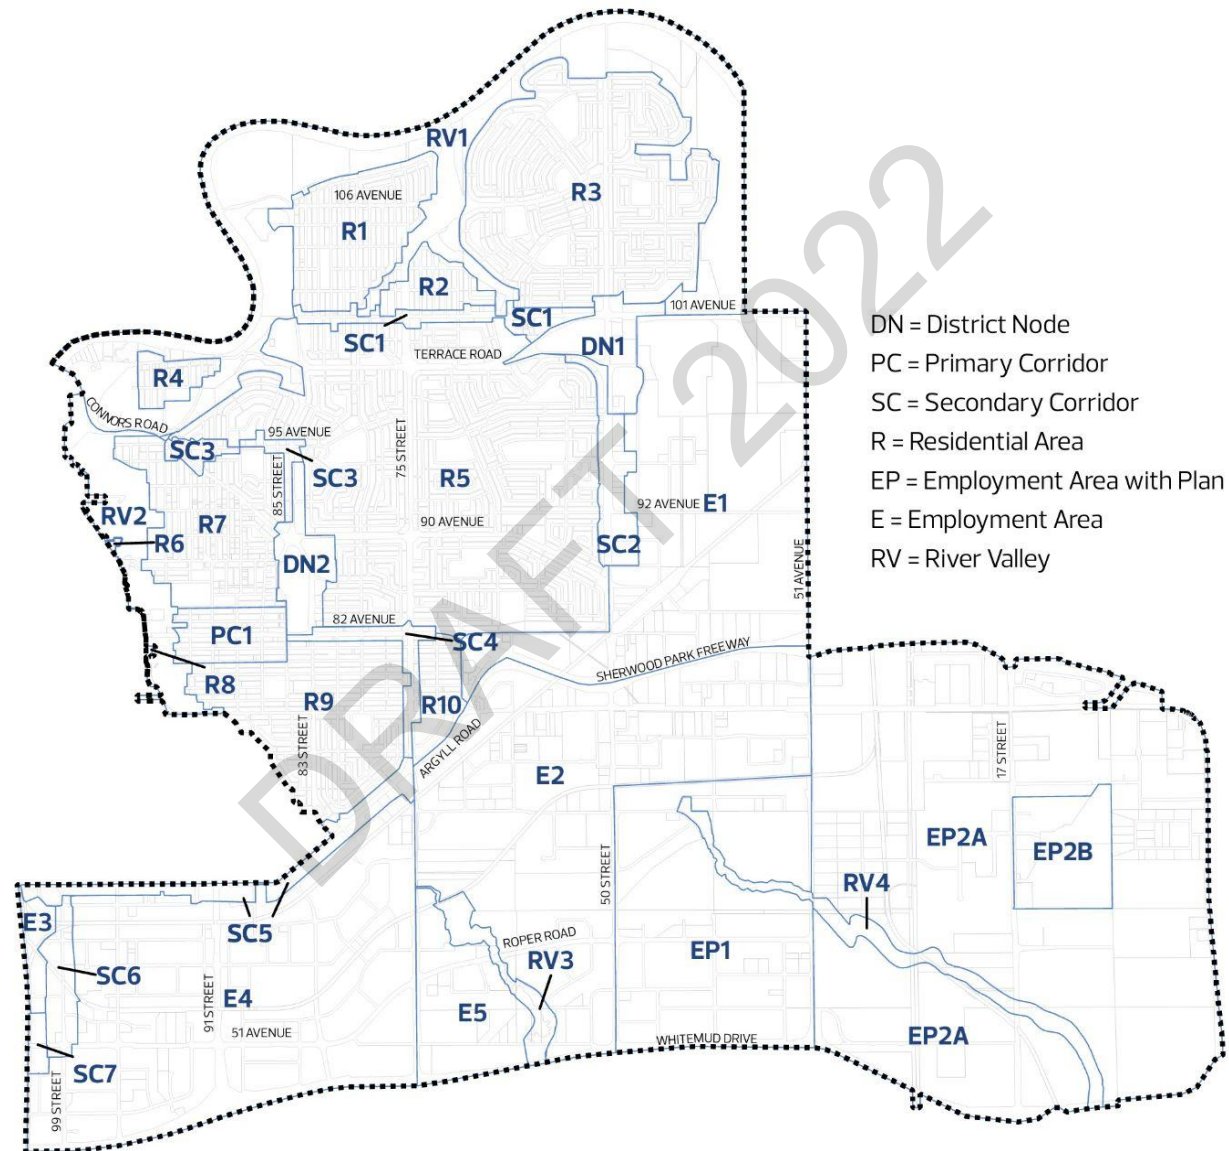 RV1
R3
106 AVENUE
R1
R2
101 AVENUE
SC1
SC1
TERRACE ROAD
DN1
R4
CONNORS ROAD
95 AVENUE
SC3
SC3
85 STREET
75 STREET
R5
92 AVENUE
E1
RV2
R7
90 AVENUE
R6
DN2
SC2
51 AVENUE
82 AVENUE
PC1
SC4
SHERWOOD PARK FREEWAY
R8
R9
R10
83 STREET
ARGYLL ROAD
17 STREET
E2
EP2A
EP2B
50 STREET
RV4
E3
SC5
ROPER ROAD
RV3
EP1
SC6
91 STREET
E4
E5
51 AVENUE
WHITEMUD DRIVE
EP2A
SC7
99 STREET
DRAFT 2022
DN = District Node
PC = Primary Corridor
SC = Secondary Corridor
R = Residential Area
EP = Employment Area with Plan
E = Employment Area
RV = River Valley